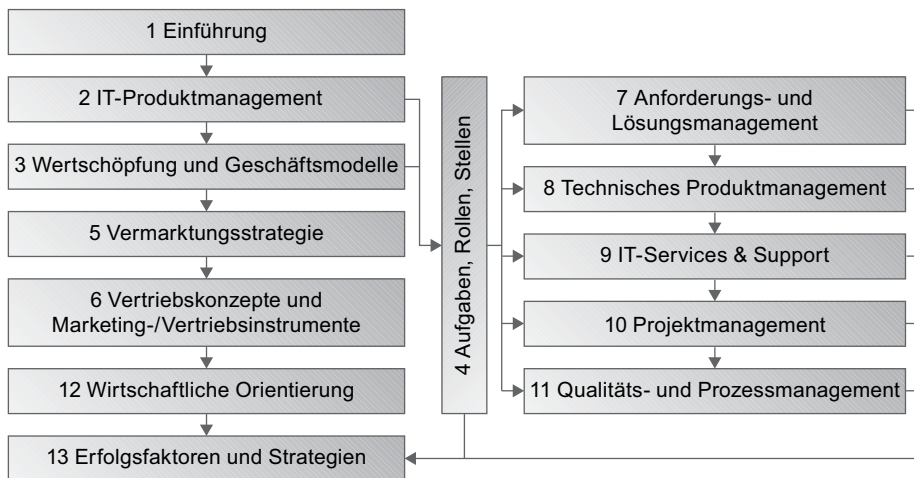 1 Einführung
2 IT-Produktmanagement
3 Wertschöpfung und Geschäftsmodelle
5 Vermarktungsstrategie
6 Vertriebskonzepte und
Marketing-/Vertriebsinstrumente
12 Wirtschaftliche Orientierung
13 Erfolgsfaktoren und Strategien
4 Aufgaben, Rollen, Stellen
7 Anforderungs- und
Lösungsmanagement
8 Technisches Produktmanagement
9 IT-Services & Support
10 Projektmanagement
11 Qualitäts- und Prozessmanagement